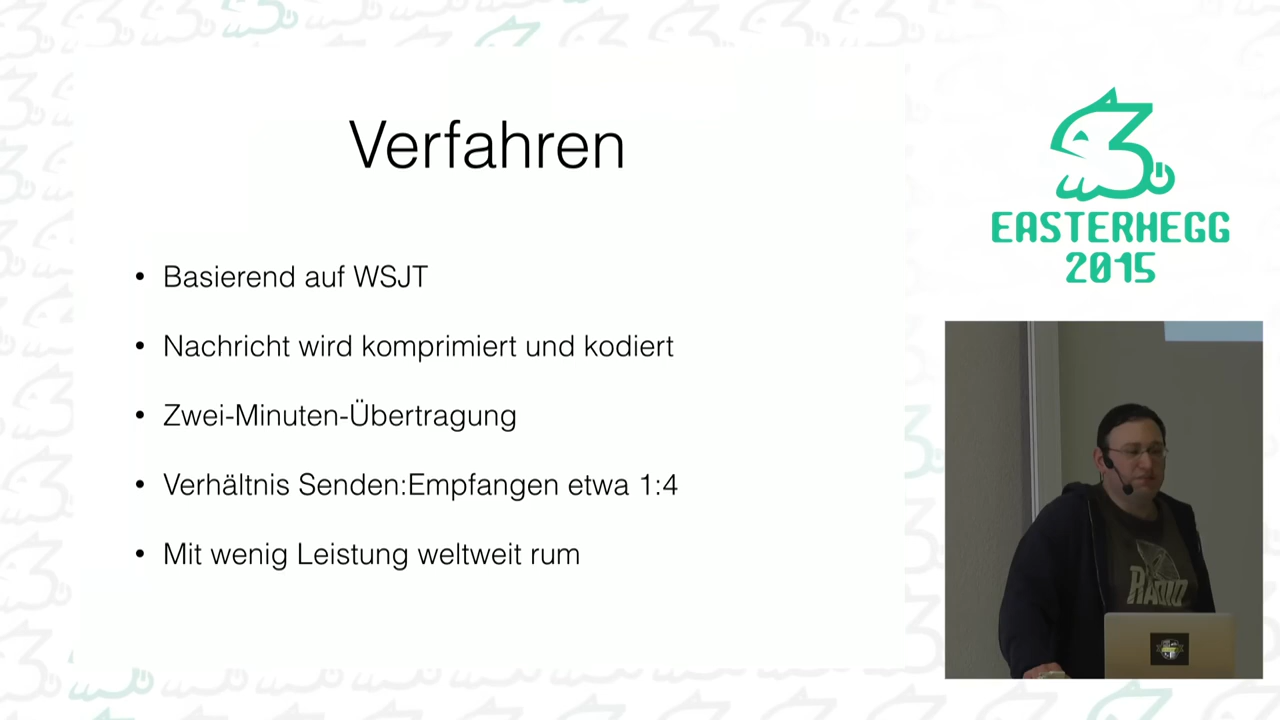 Verfahren
• Basierend auf WSJT
• Nachricht wird komprimiert und kodiert
• Zwei-Minuten-Übertragung
• Verhältnis Senden:Empfangen etwa 1:4
• Mit wenig Leistung weltweit rum
EASTERHEGG
2015
RADIO